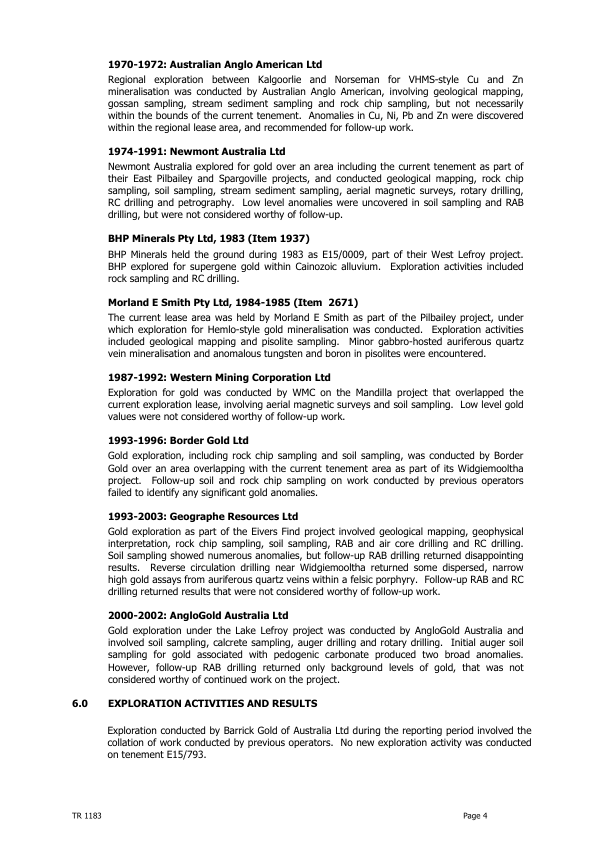 1970-1972: Australian Anglo American Ltd
Regional exploration between Kalgoorlie and Norseman for VHMS-style Cu and Zn
mineralisation was conducted by Australian Anglo American, involving geological mapping,
gossan sampling, stream sediment sampling and rock chip sampling, but not necessarily
within the bounds of the current tenement.  Anomalies in Cu, Ni, Pb and Zn were discovered
within the regional lease area, and recommended for follow-up work.
1974-1991: Newmont Australia Ltd
Newmont Australia explored for gold over an area including the current tenement as part of
their East Pilbailey and Spargoville projects, and conducted geological mapping, rock chip
sampling, soil sampling, stream sediment sampling, aerial magnetic surveys, rotary drilling,
RC drilling and petrography.  Low level anomalies were uncovered in soil sampling and RAB
drilling, but were not considered worthy of follow-up.
BHP Minerals Pty Ltd, 1983 (Item 1937)
BHP Minerals held the ground during 1983 as E15/0009, part of their West Lefroy project.
BHP explored for supergene gold within Cainozoic alluvium.  Exploration activities included
rock sampling and RC drilling.
Morland E Smith Pty Ltd, 1984-1985 (Item  2671)
The current lease area was held by Morland E Smith as part of the Pilbailey project, under
which exploration for Hemlo-style gold mineralisation was conducted.  Exploration activities
included geological mapping and pisolite sampling.  Minor gabbro-hosted auriferous quartz
vein mineralisation and anomalous tungsten and boron in pisolites were encountered.
1987-1992: Western Mining Corporation Ltd
Exploration for gold was conducted by WMC on the Mandilla project that overlapped the
current exploration lease, involving aerial magnetic surveys and soil sampling.  Low level gold
values were not considered worthy of follow-up work.
1993-1996: Border Gold Ltd
Gold exploration, including rock chip sampling and soil sampling, was conducted by Border
Gold over an area overlapping with the current tenement area as part of its Widgiemooltha
project.  Follow-up soil and rock chip sampling on work conducted by previous operators
failed to identify any significant gold anomalies.
1993-2003: Geographe Resources Ltd
Gold exploration as part of the Eivers Find project involved geological mapping, geophysical
interpretation, rock chip sampling, soil sampling, RAB and air core drilling and RC drilling.
Soil sampling showed numerous anomalies, but follow-up RAB drilling returned disappointing
results.  Reverse circulation drilling near Widgiemooltha returned some dispersed, narrow
high gold assays from auriferous quartz veins within a felsic porphyry.  Follow-up RAB and RC
drilling returned results that were not considered worthy of follow-up work.
2000-2002: AngloGold Australia Ltd
Gold exploration under the Lake Lefroy project was conducted by AngloGold Australia and
involved soil sampling, calcrete sampling, auger drilling and rotary drilling.  Initial auger soil
sampling for gold associated with pedogenic carbonate produced two broad anomalies.
However, follow-up RAB drilling returned only background levels of gold, that was not
considered worthy of continued work on the project.
6.0 EXPLORATION ACTIVITIES AND RESULTS
Exploration conducted by Barrick Gold of Australia Ltd during the reporting period involved the
collation of work conducted by previous operators.  No new exploration activity was conducted
on tenement E15/793.
TR 1183 Page 4